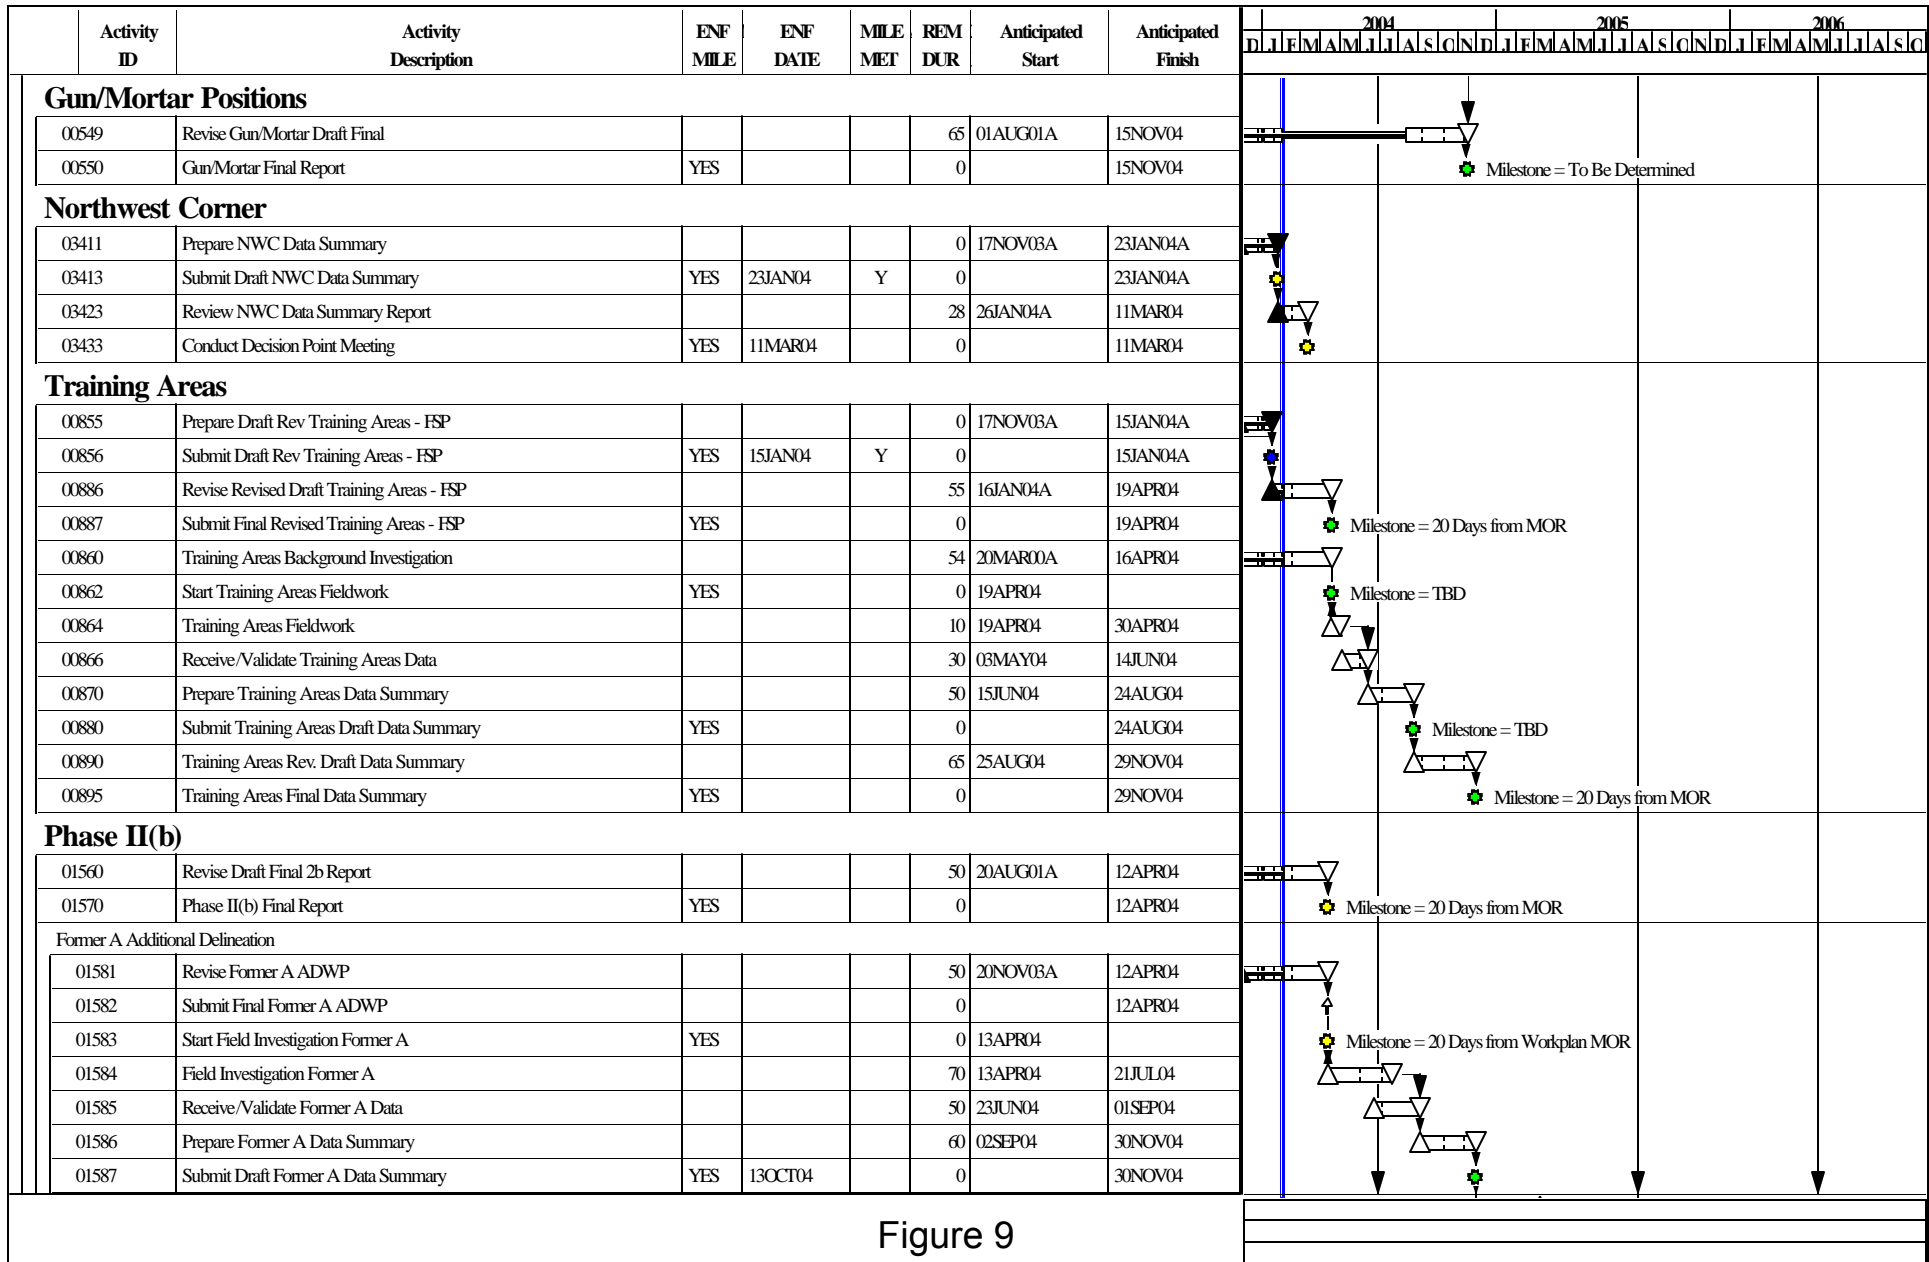 Activity ID Activity Description ENF MILE ENF DATE MILE MET REM DUR Anticipated Start Anticipated Finish
2004 2005 2006
D J F M A M J J A S O N D J F M A M J J A S O N D J F M A M J J A S O
Gun/Mortar Positions
00549 Revise Gun/Mortar Draft Final 65 01AUG01A 15NOV04
00550 Gun/Mortar Final Report YES 0 15NOV04 Milestone = To Be Determined
Northwest Corner
03411 Prepare NWC Data Summary 0 17NOV03A 23JAN04A
03413 Submit Draft NWC Data Summary YES 23JAN04 Y 0 23JAN04A
03423 Review NWC Data Summary Report 28 26JAN04A 11MAR04
03433 Conduct Decision Point Meeting YES 11MAR04 0 11MAR04
Training Areas
00855 Prepare Draft Rev Training Areas - FSP 0 17NOV03A 15JAN04A
00856 Submit Draft Rev Training Areas - FSP YES 15JAN04 Y 0 15JAN04A
00886 Revise Revised Draft Training Areas - FSP 55 16JAN04A 19APR04
00887 Submit Final Revised Training Areas - FSP YES 0 19APR04 Milestone = 20 Days from MOR
00860 Training Areas Background Investigation 54 20MAR00A 16APR04
00862 Start Training Areas Fieldwork YES 0 19APR04 Milestone = TBD
00864 Training Areas Fieldwork 10 19APR04 30APR04
00866 Receive/Validate Training Areas Data 30 03MAY04 14JUN04
00870 Prepare Training Areas Data Summary 50 15JUN04 24AUG04
00880 Submit Training Areas Draft Data Summary YES 0 24AUG04 Milestone = TBD
00890 Training Areas Rev. Draft Data Summary 65 25AUG04 29NOV04
00895 Training Areas Final Data Summary YES 0 29NOV04 Milestone = 20 Days from MOR
Phase II(b)
01560 Revise Draft Final 2b Report 50 20AUG01A 12APR04
01570 Phase II(b) Final Report YES 0 12APR04 Milestone = 20 Days from MOR
Former A Additional Delineation
01581 Revise Former A ADWP 50 20NOV03A 12APR04
01582 Submit Final Former A ADWP 0 12APR04
01583 Start Field Investigation Former A YES 0 13APR04 Milestone = 20 Days from Workplan MOR
01584 Field Investigation Former A 70 13APR04 21JUL04
01585 Receive/Validate Former A Data 50 23JUN04 01SEP04
01586 Prepare Former A Data Summary 60 02SEP04 30NOV04
01587 Submit Draft Former A Data Summary YES 13OCT04 0 30NOV04
Figure 9